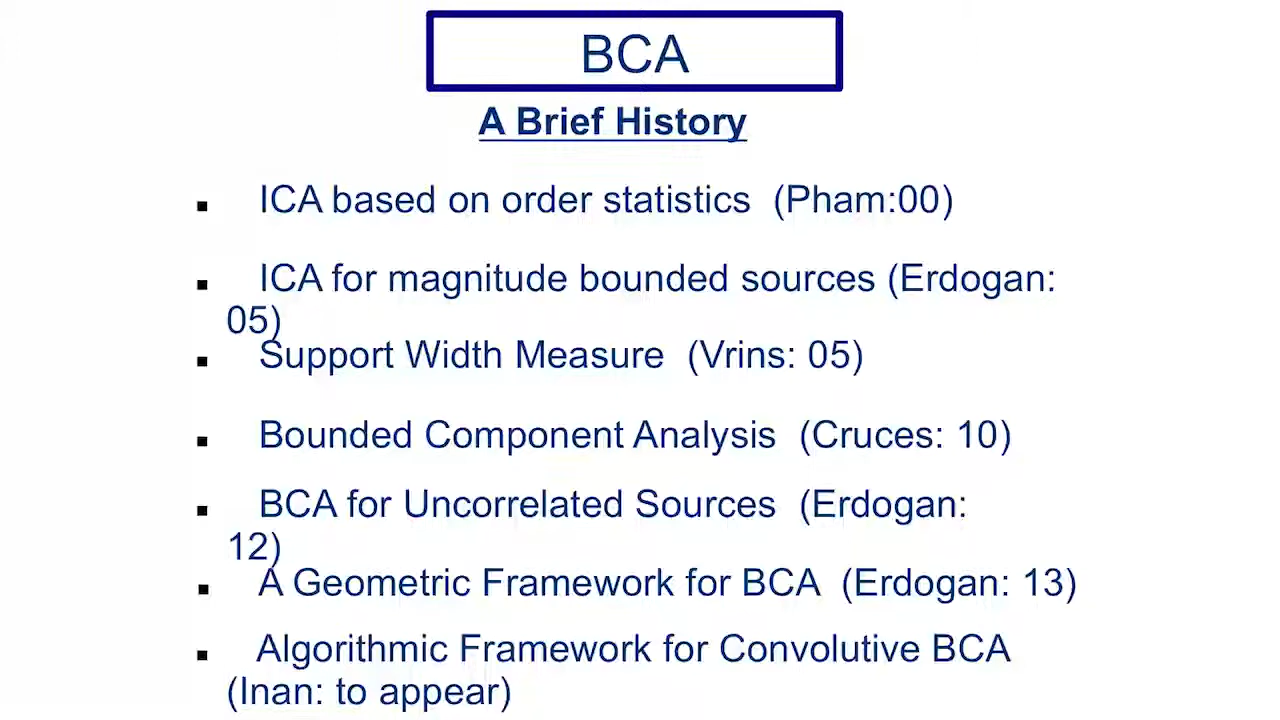 BCA
A Brief History
▪ ICA based on order statistics (Pham:00)
▪ ICA for magnitude bounded sources (Erdogan:
05)
▪ Support Width Measure (Vrins: 05)
▪ Bounded Component Analysis (Cruces: 10)
▪ BCA for Uncorrelated Sources (Erdogan:
12)
▪ A Geometric Framework for BCA (Erdogan: 13)
▪ Algorithmic Framework for Convolutive BCA
(Inan: to appear)